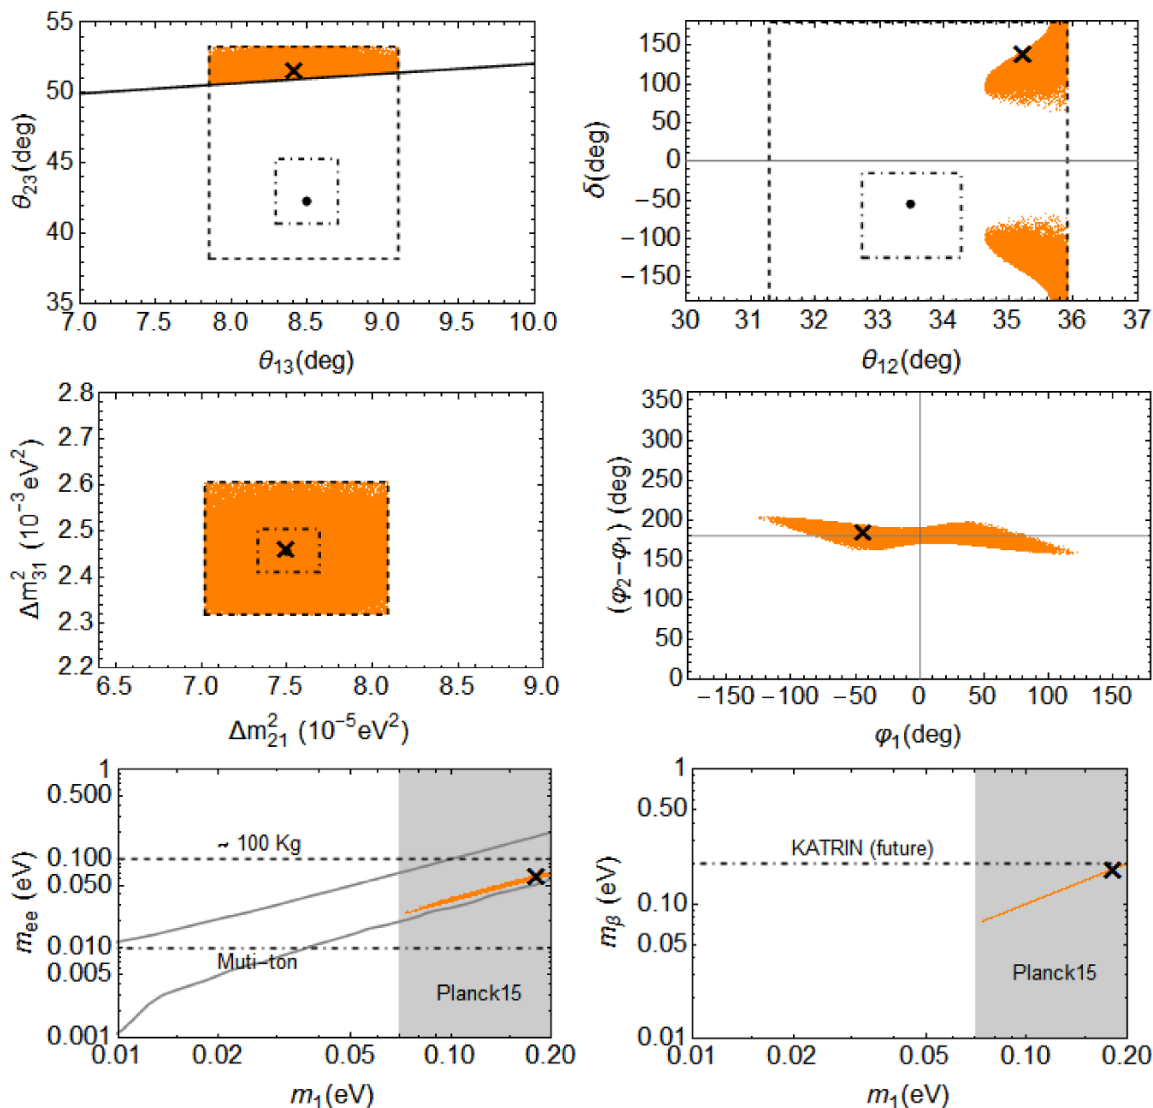 55
50
45
40
35
7.0 7.5 8.0 8.5 9.0 9.5 10.0
θ23(deg)
θ13(deg)
150
100
50
0
−50
−100
−150
30 31 32 33 34 35 36 37
δ(deg)
θ12(deg)
2.8
2.7
2.6
2.5
2.4
2.3
2.2
6.5 7.0 7.5 8.0 8.5 9.0
Δm²31 (10⁻³eV²)
Δm²21 (10⁻⁵eV²)
350
300
250
200
150
100
50
0
−150 −100 −50 0 50 100 150
(φ2−φ1) (deg)
φ1(deg)
1
0.500
0.100
0.050
0.010
0.005
0.001
0.01 0.02 0.05 0.10 0.20
mee (eV)
m1(eV)
~ 100 Kg
Muti−ton
Planck15
1
0.50
0.10
0.05
0.01
0.01 0.02 0.05 0.10 0.20
mβ (eV)
m1(eV)
KATRIN (future)
Planck15